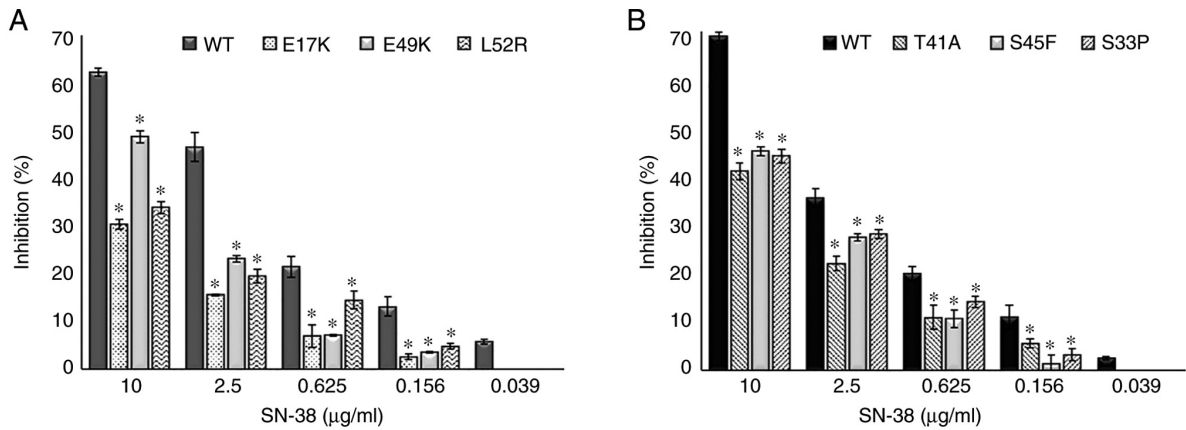 A
WT E17K E49K L52R
Inhibition (%)
70
60
50
40
30
20
10
0
* * *
* * *
* * *
* * *
10 2.5 0.625 0.156 0.039
SN-38 (µg/ml)
B
WT T41A S45F S33P
Inhibition (%)
70
60
50
40
30
20
10
0
* * *
* * *
* * *
* * *
10 2.5 0.625 0.156 0.039
SN-38 (µg/ml)